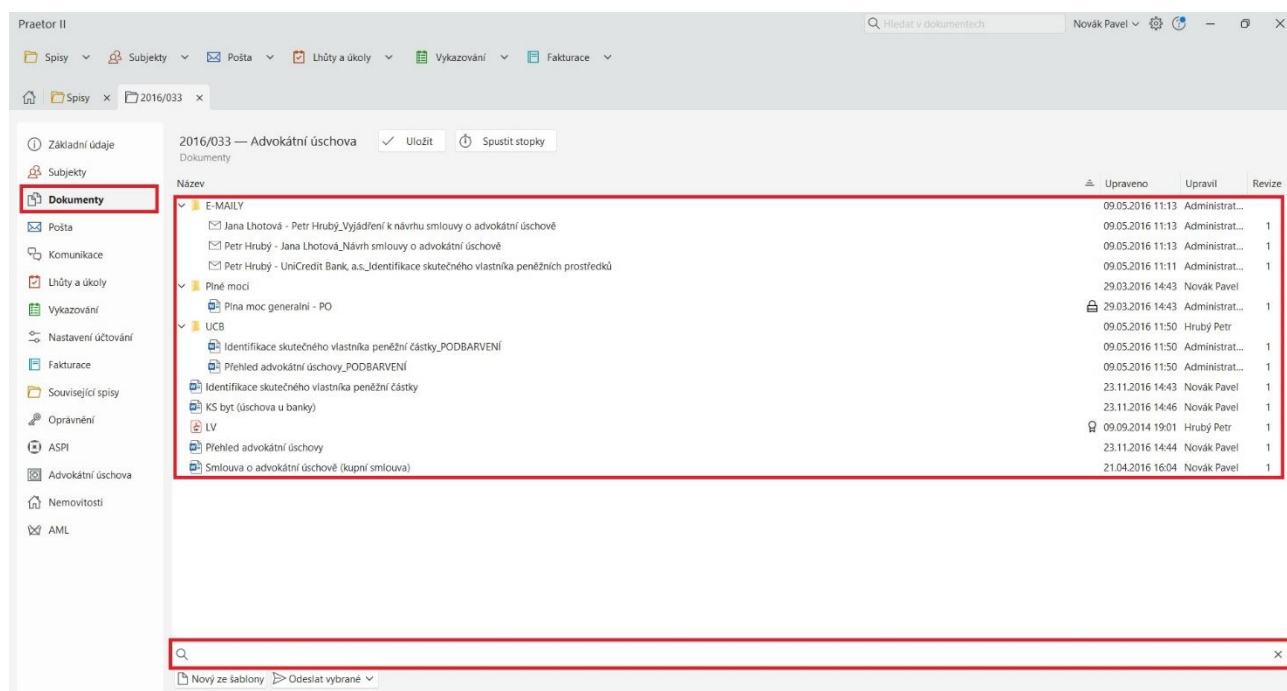 Praetor II Hledat v dokumentech Novák Pavel
Spisy Subjekty Pošta Lhůty a úkoly Vykazování Fakturace
Spisy × 2016/033 ×
Základní údaje
Subjekty
Dokumenty
Pošta
Komunikace
Lhůty a úkoly
Vykazování
Nastavení účtování
Fakturace
Související spisy
Oprávnění
ASPI
Advokátní úschova
Nemovitosti
AML
2016/033 — Advokátní úschova Uložit Spustit stopky
Dokumenty
Název Upraveno Upravil Revize
E-MAILY 09.05.2016 11:13 Administrat...
Jana Lhotová - Petr Hrubý_Vyjádření k návrhu smlouvy o advokátní úschově 09.05.2016 11:13 Administrat... 1
Petr Hrubý - Jana Lhotová_Návrh smlouvy o advokátní úschově 09.05.2016 11:13 Administrat... 1
Petr Hrubý - UniCredit Bank, a.s._Identifikace skutečného vlastníka peněžních prostředků 09.05.2016 11:11 Administrat... 1
Plné moci 29.03.2016 14:43 Novák Pavel
Plna moc generalni - PO 29.03.2016 14:43 Administrat... 1
UCB 09.05.2016 11:50 Hrubý Petr
Identifikace skutečného vlastníka peněžní částky_PODBARVENÍ 09.05.2016 11:50 Administrat... 1
Přehled advokátní úschovy_PODBARVENÍ 09.05.2016 11:50 Administrat... 1
Identifikace skutečného vlastníka peněžní částky 23.11.2016 14:43 Novák Pavel 1
KS byt (úschova u banky) 23.11.2016 14:46 Novák Pavel 1
LV 09.09.2014 19:01 Hrubý Petr 1
Přehled advokátní úschovy 23.11.2016 14:44 Novák Pavel 1
Smlouva o advokátní úschově (kupní smlouva) 21.04.2016 16:04 Novák Pavel 1
Nový ze šablony Odeslat vybrané